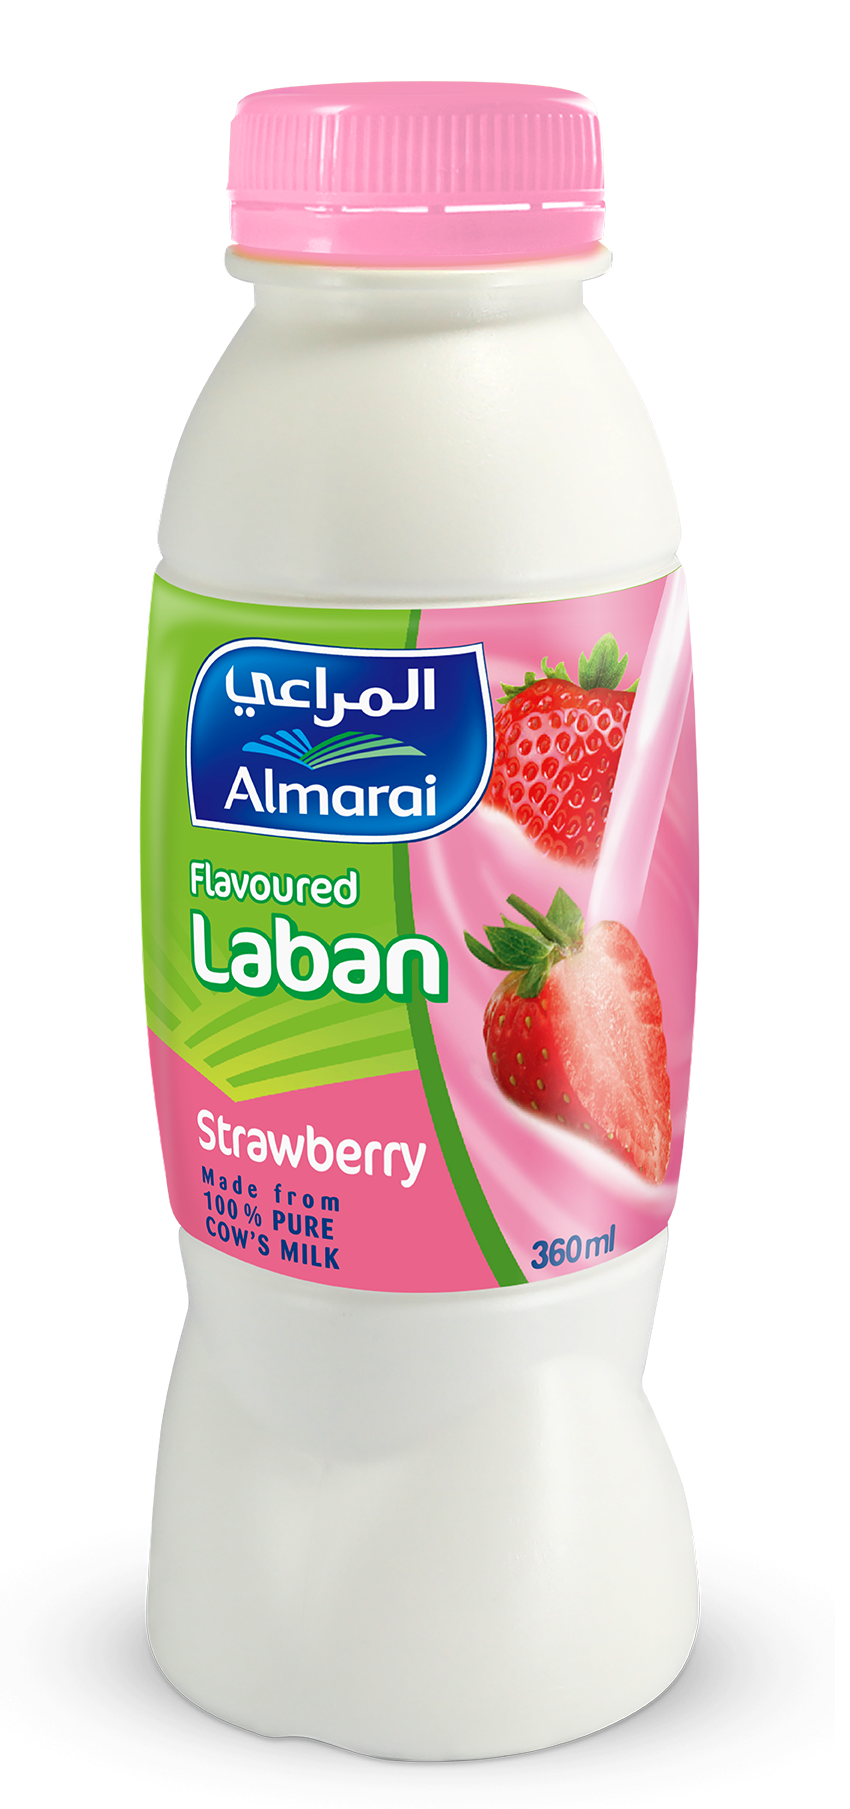 المراعي
Almarai
Flavoured
Laban
Strawberry
Made from
100% PURE
COW'S MILK
360ml